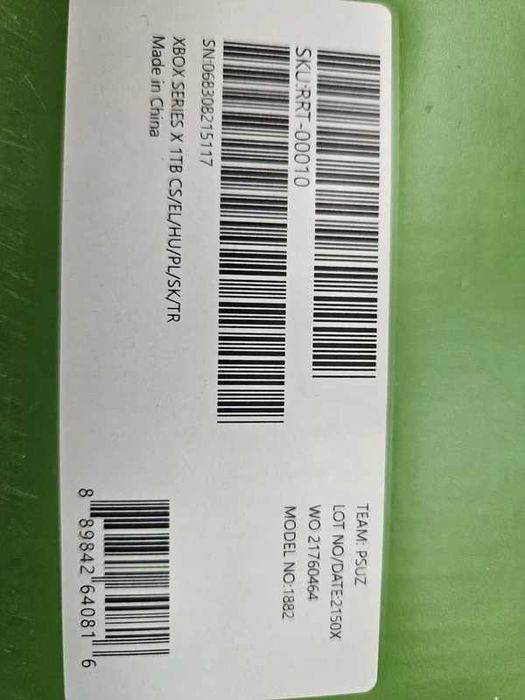 SKU:RRT-00010
SN:068308215117
XBOX SERIES X 1TB CS/EL/HU/PL/SK/TR
Made in China
TEAM: PSUZ
LOT NO/DATE:2150X
WO 21760464
MODEL NO:1882
8 89842 64081 6